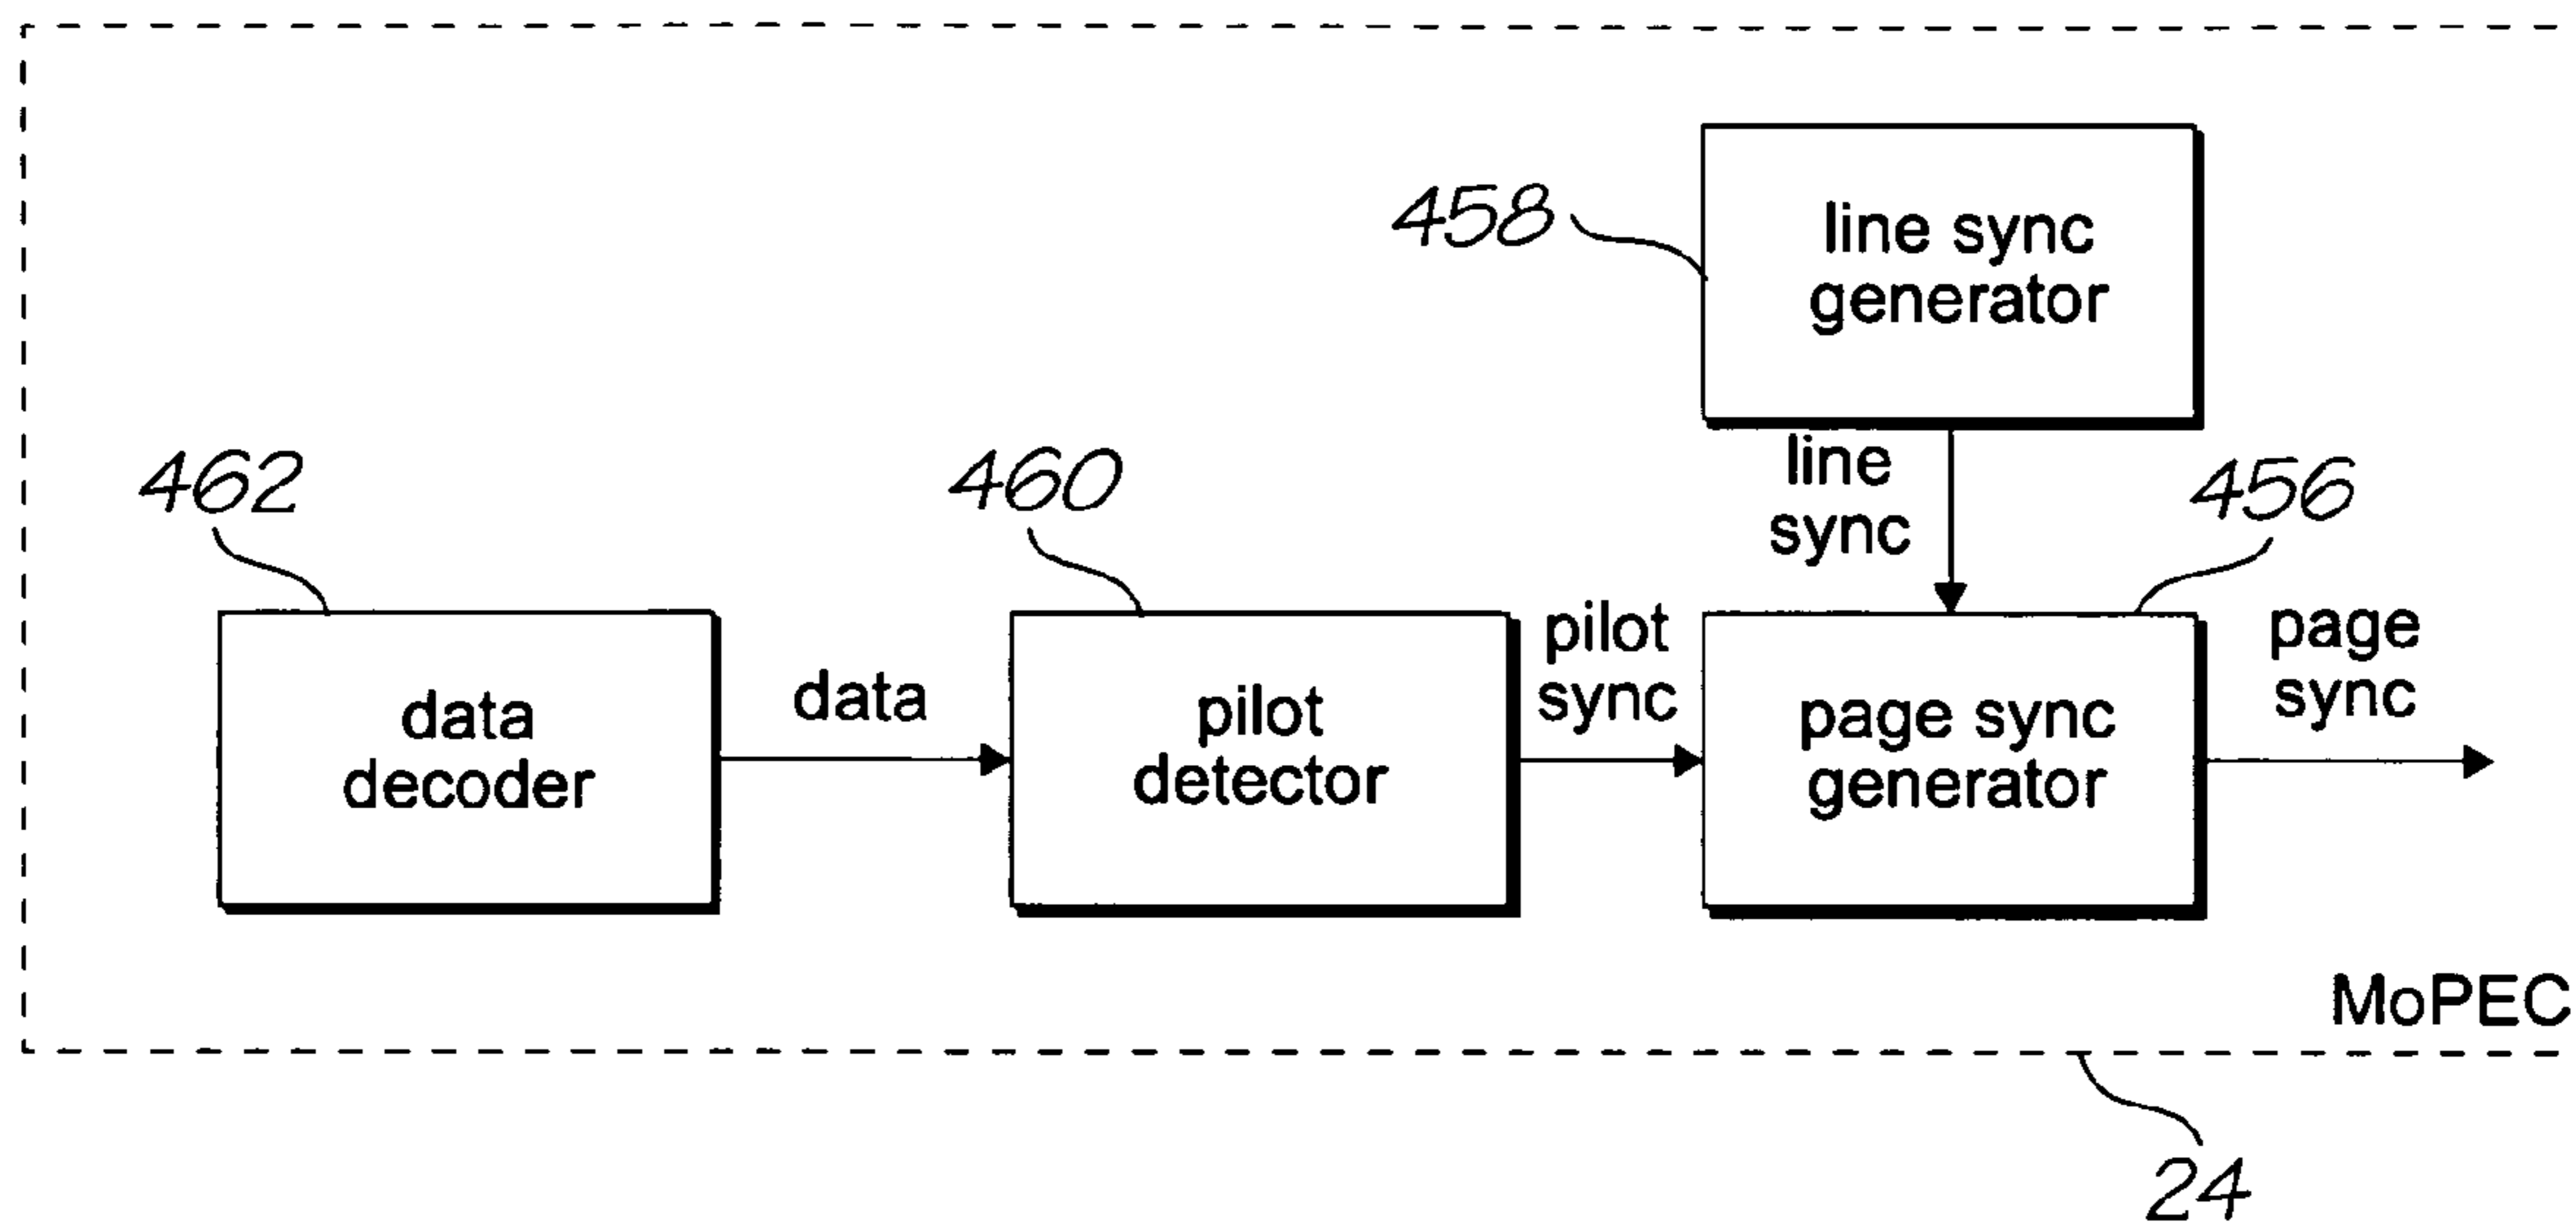 458
line sync
generator
line
sync
462
460
456
data
decoder
data
pilot
detector
pilot
sync
page sync
generator
page
sync
MoPEC
24